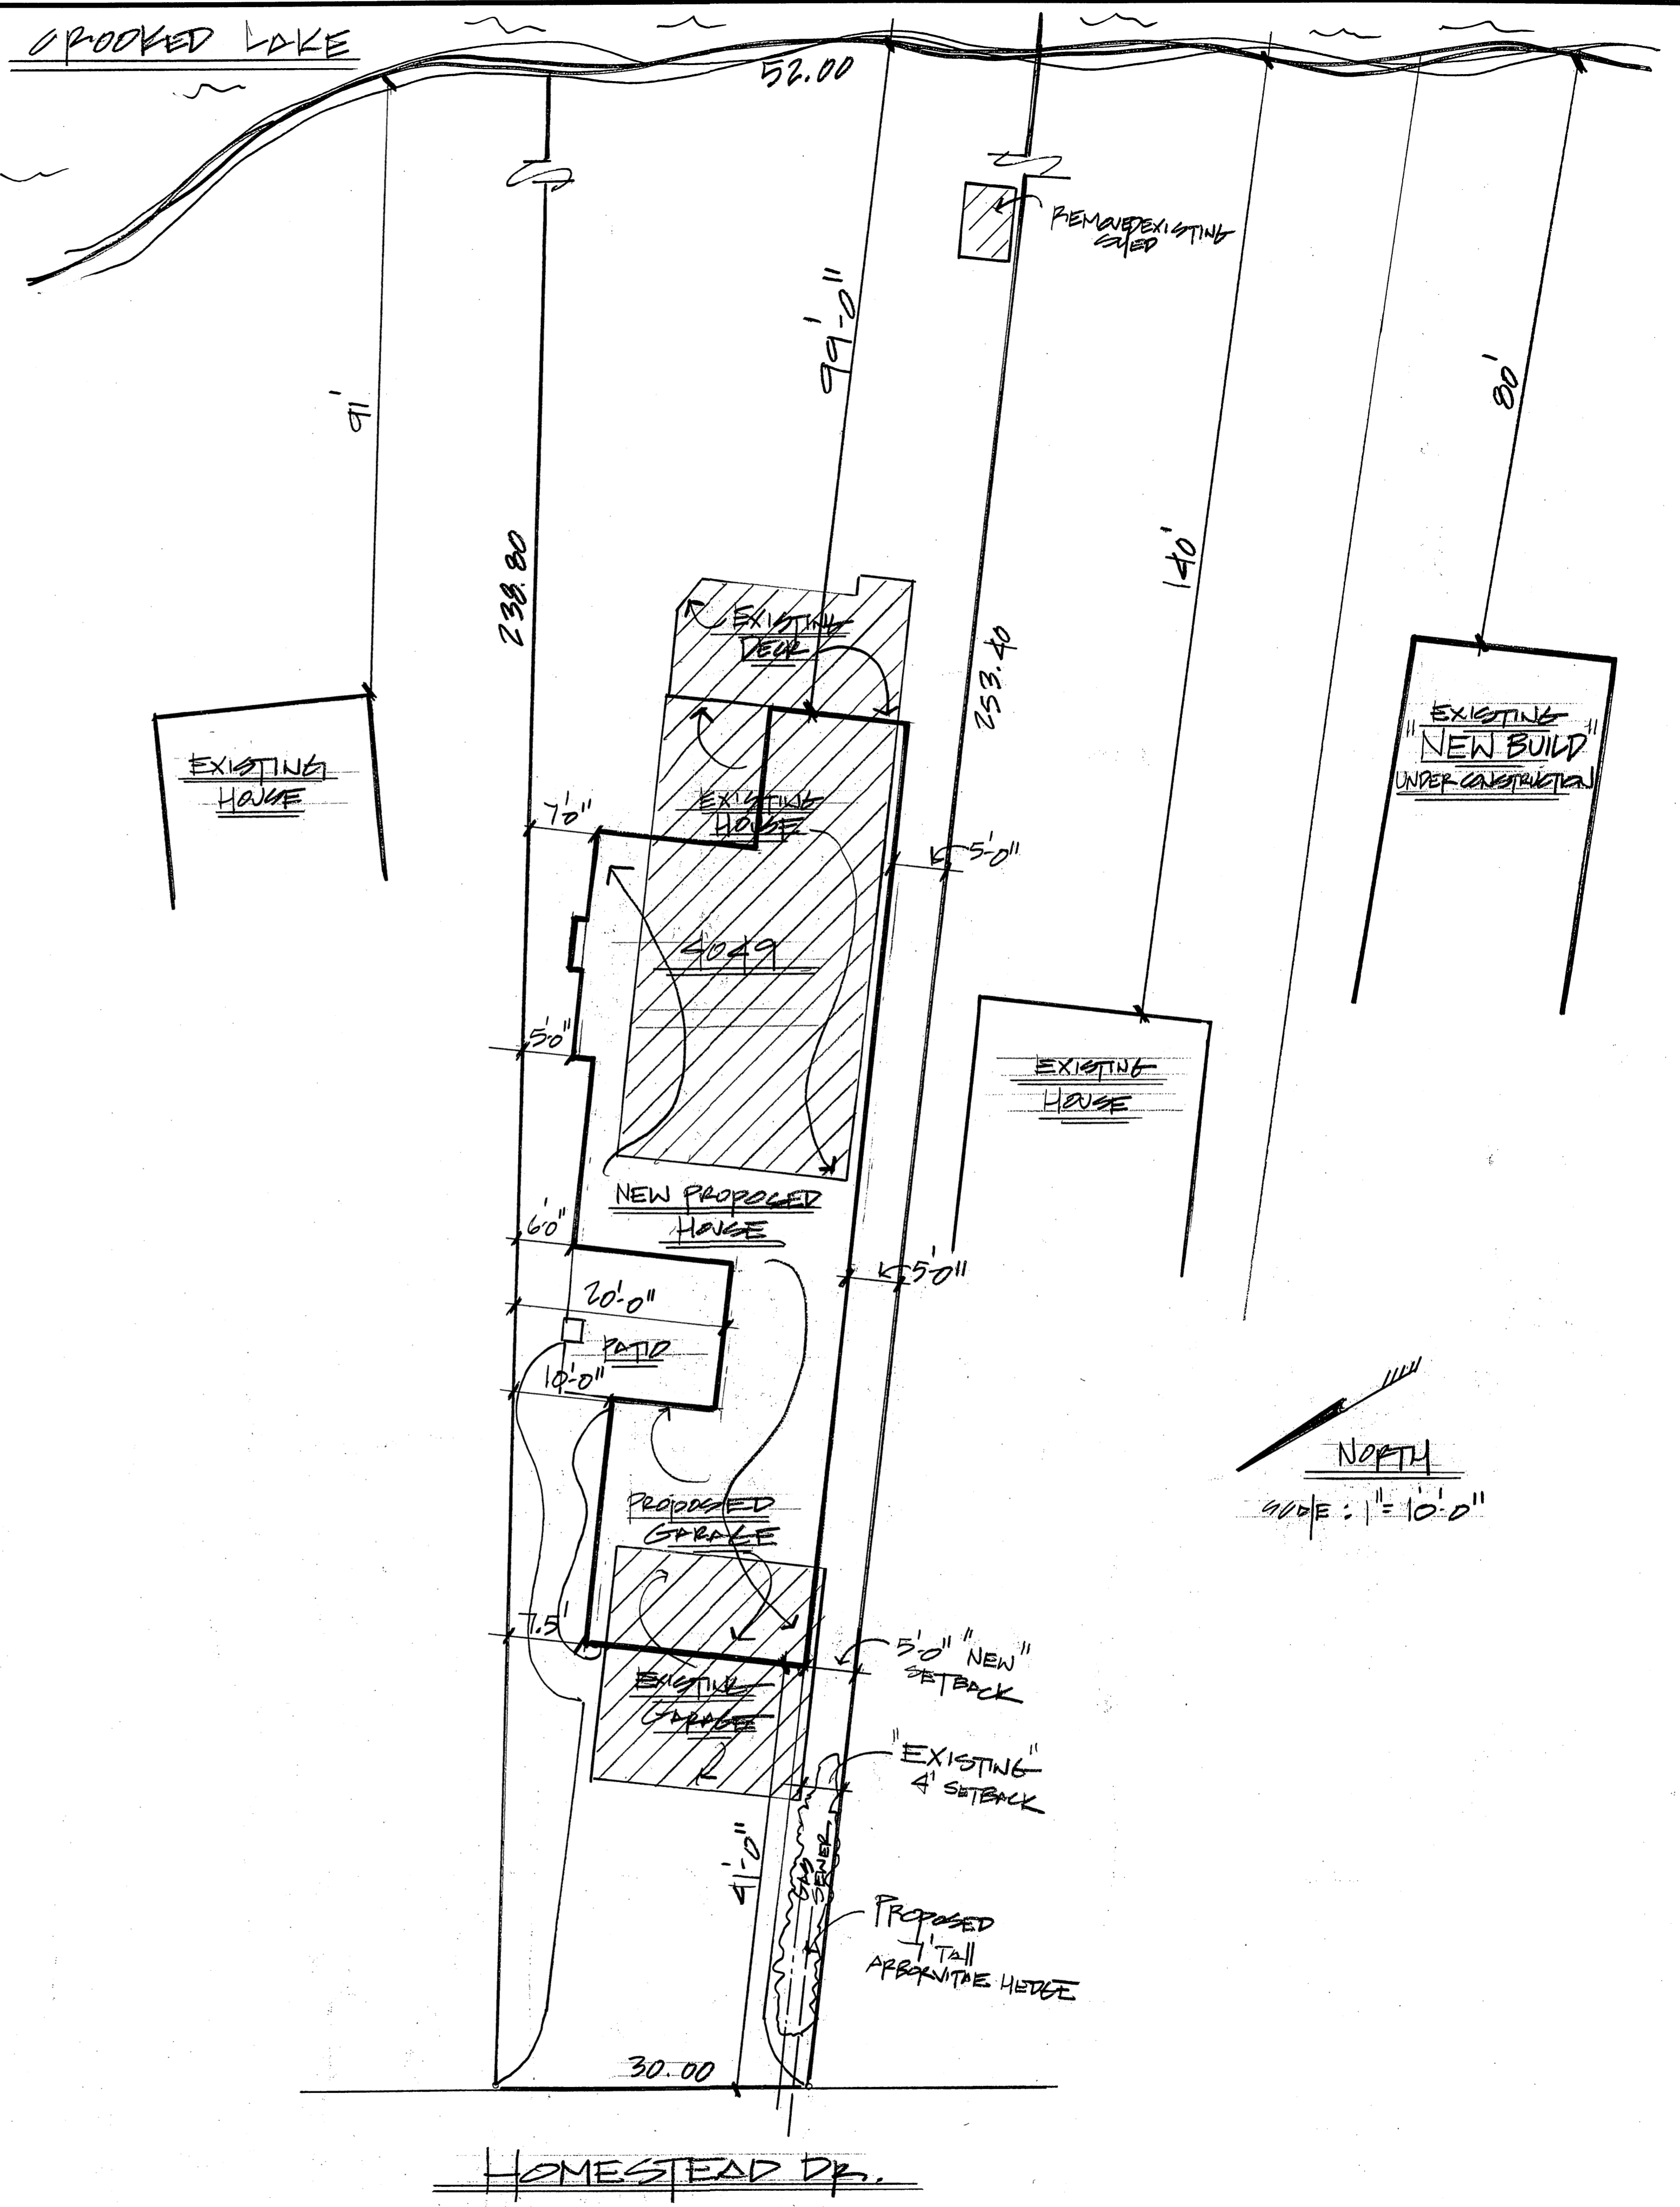 CROOKED LAKE
52.00
REMOVED EXISTING
SHED
99'-0"
91'
80'
140'
238.80
253.40
EXISTING
DECK
EXISTING
HOUSE
EXISTING
"NEW BUILD"
UNDER CONSTRUCTION
EXISTING
HOUSE
7'-0"
5'-0"
4049
5'-0"
EXISTING
HOUSE
NEW PROPOSED
HOUSE
6'-0"
5'-0"
20'-0"
PATIO
10'-0"
NORTH
SCALE : 1" = 10'-0"
PROPOSED
GARAGE
7.5'
5'-0" "NEW"
SETBACK
EXISTING
GARAGE
"EXISTING"
4' SETBACK
41'-0"
GAS
SEWER
PROPOSED
7' Tall
ARBORVITAE HEDGE
30.00
HOMESTEAD DR.